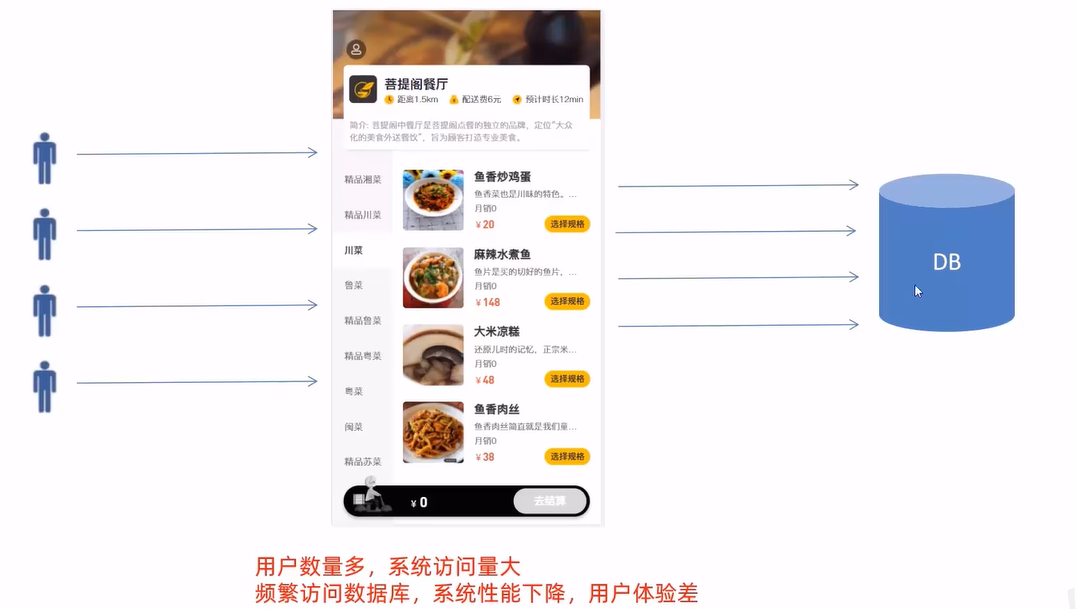 菩提阁餐厅
距离1.5km 配送费6元 预计时长12min
简介: 菩提阁中餐厅是菩提阁点餐的独立的品牌，定位“大众
化的美食外送餐饮”，旨为顾客打造专业美食。
精品湘菜
精品川菜
川菜
鲁菜
精品鲁菜
精品粤菜
粤菜
闽菜
精品苏菜
鱼香炒鸡蛋
鱼香菜也是川味的特色。...
月销0
¥20 选择规格
麻辣水煮鱼
鱼片是买的切好的鱼片，...
月销0
¥148 选择规格
大米凉糕
还原儿时的记忆，正宗米...
月销0
¥48 选择规格
鱼香肉丝
鱼香肉丝简直就是我们童...
月销0
¥38 选择规格
¥ 0 去结算
DB
用户数量多，系统访问量大
频繁访问数据库，系统性能下降，用户体验差